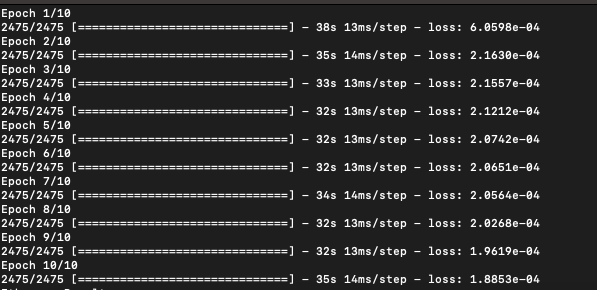 Epoch 1/10
2475/2475 [==============================] - 38s 13ms/step - loss: 6.0598e-04
Epoch 2/10
2475/2475 [==============================] - 35s 14ms/step - loss: 2.1630e-04
Epoch 3/10
2475/2475 [==============================] - 33s 13ms/step - loss: 2.1557e-04
Epoch 4/10
2475/2475 [==============================] - 32s 13ms/step - loss: 2.1212e-04
Epoch 5/10
2475/2475 [==============================] - 32s 13ms/step - loss: 2.0742e-04
Epoch 6/10
2475/2475 [==============================] - 32s 13ms/step - loss: 2.0651e-04
Epoch 7/10
2475/2475 [==============================] - 34s 14ms/step - loss: 2.0564e-04
Epoch 8/10
2475/2475 [==============================] - 32s 13ms/step - loss: 2.0268e-04
Epoch 9/10
2475/2475 [==============================] - 32s 13ms/step - loss: 1.9619e-04
Epoch 10/10
2475/2475 [==============================] - 35s 14ms/step - loss: 1.8853e-04